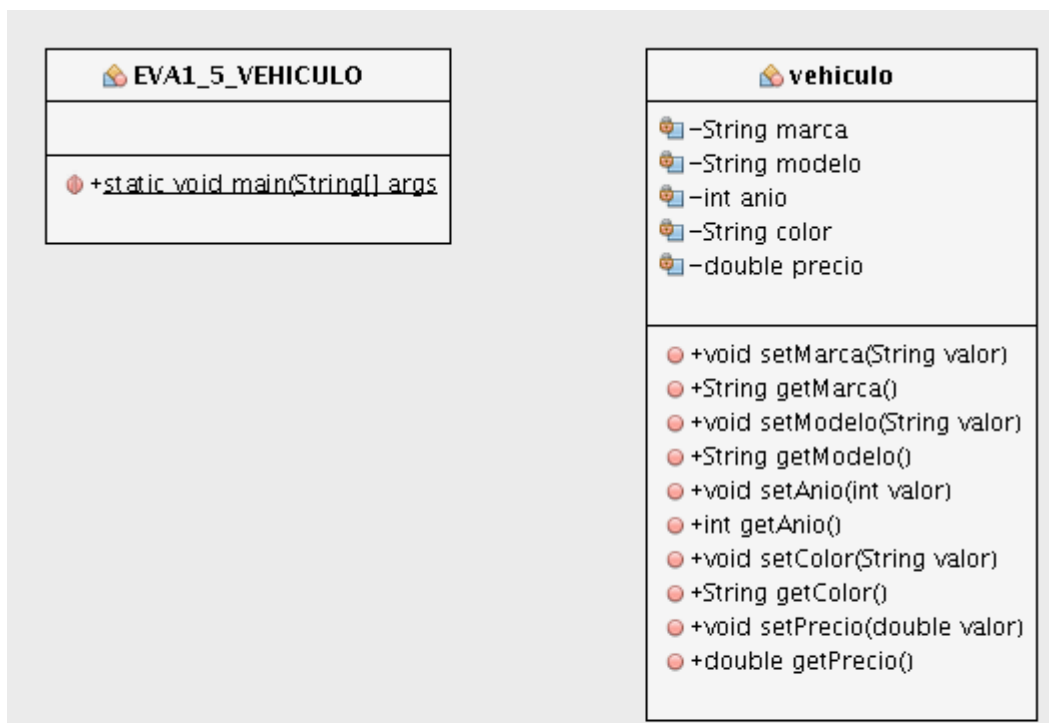 EVA1_5_VEHICULO
+static void main(String[] args
vehiculo
-String marca
-String modelo
-int anio
-String color
-double precio
+void setMarca(String valor)
+String getMarca()
+void setModelo(String valor)
+String getModelo()
+void setAnio(int valor)
+int getAnio()
+void setColor(String valor)
+String getColor()
+void setPrecio(double valor)
+double getPrecio()